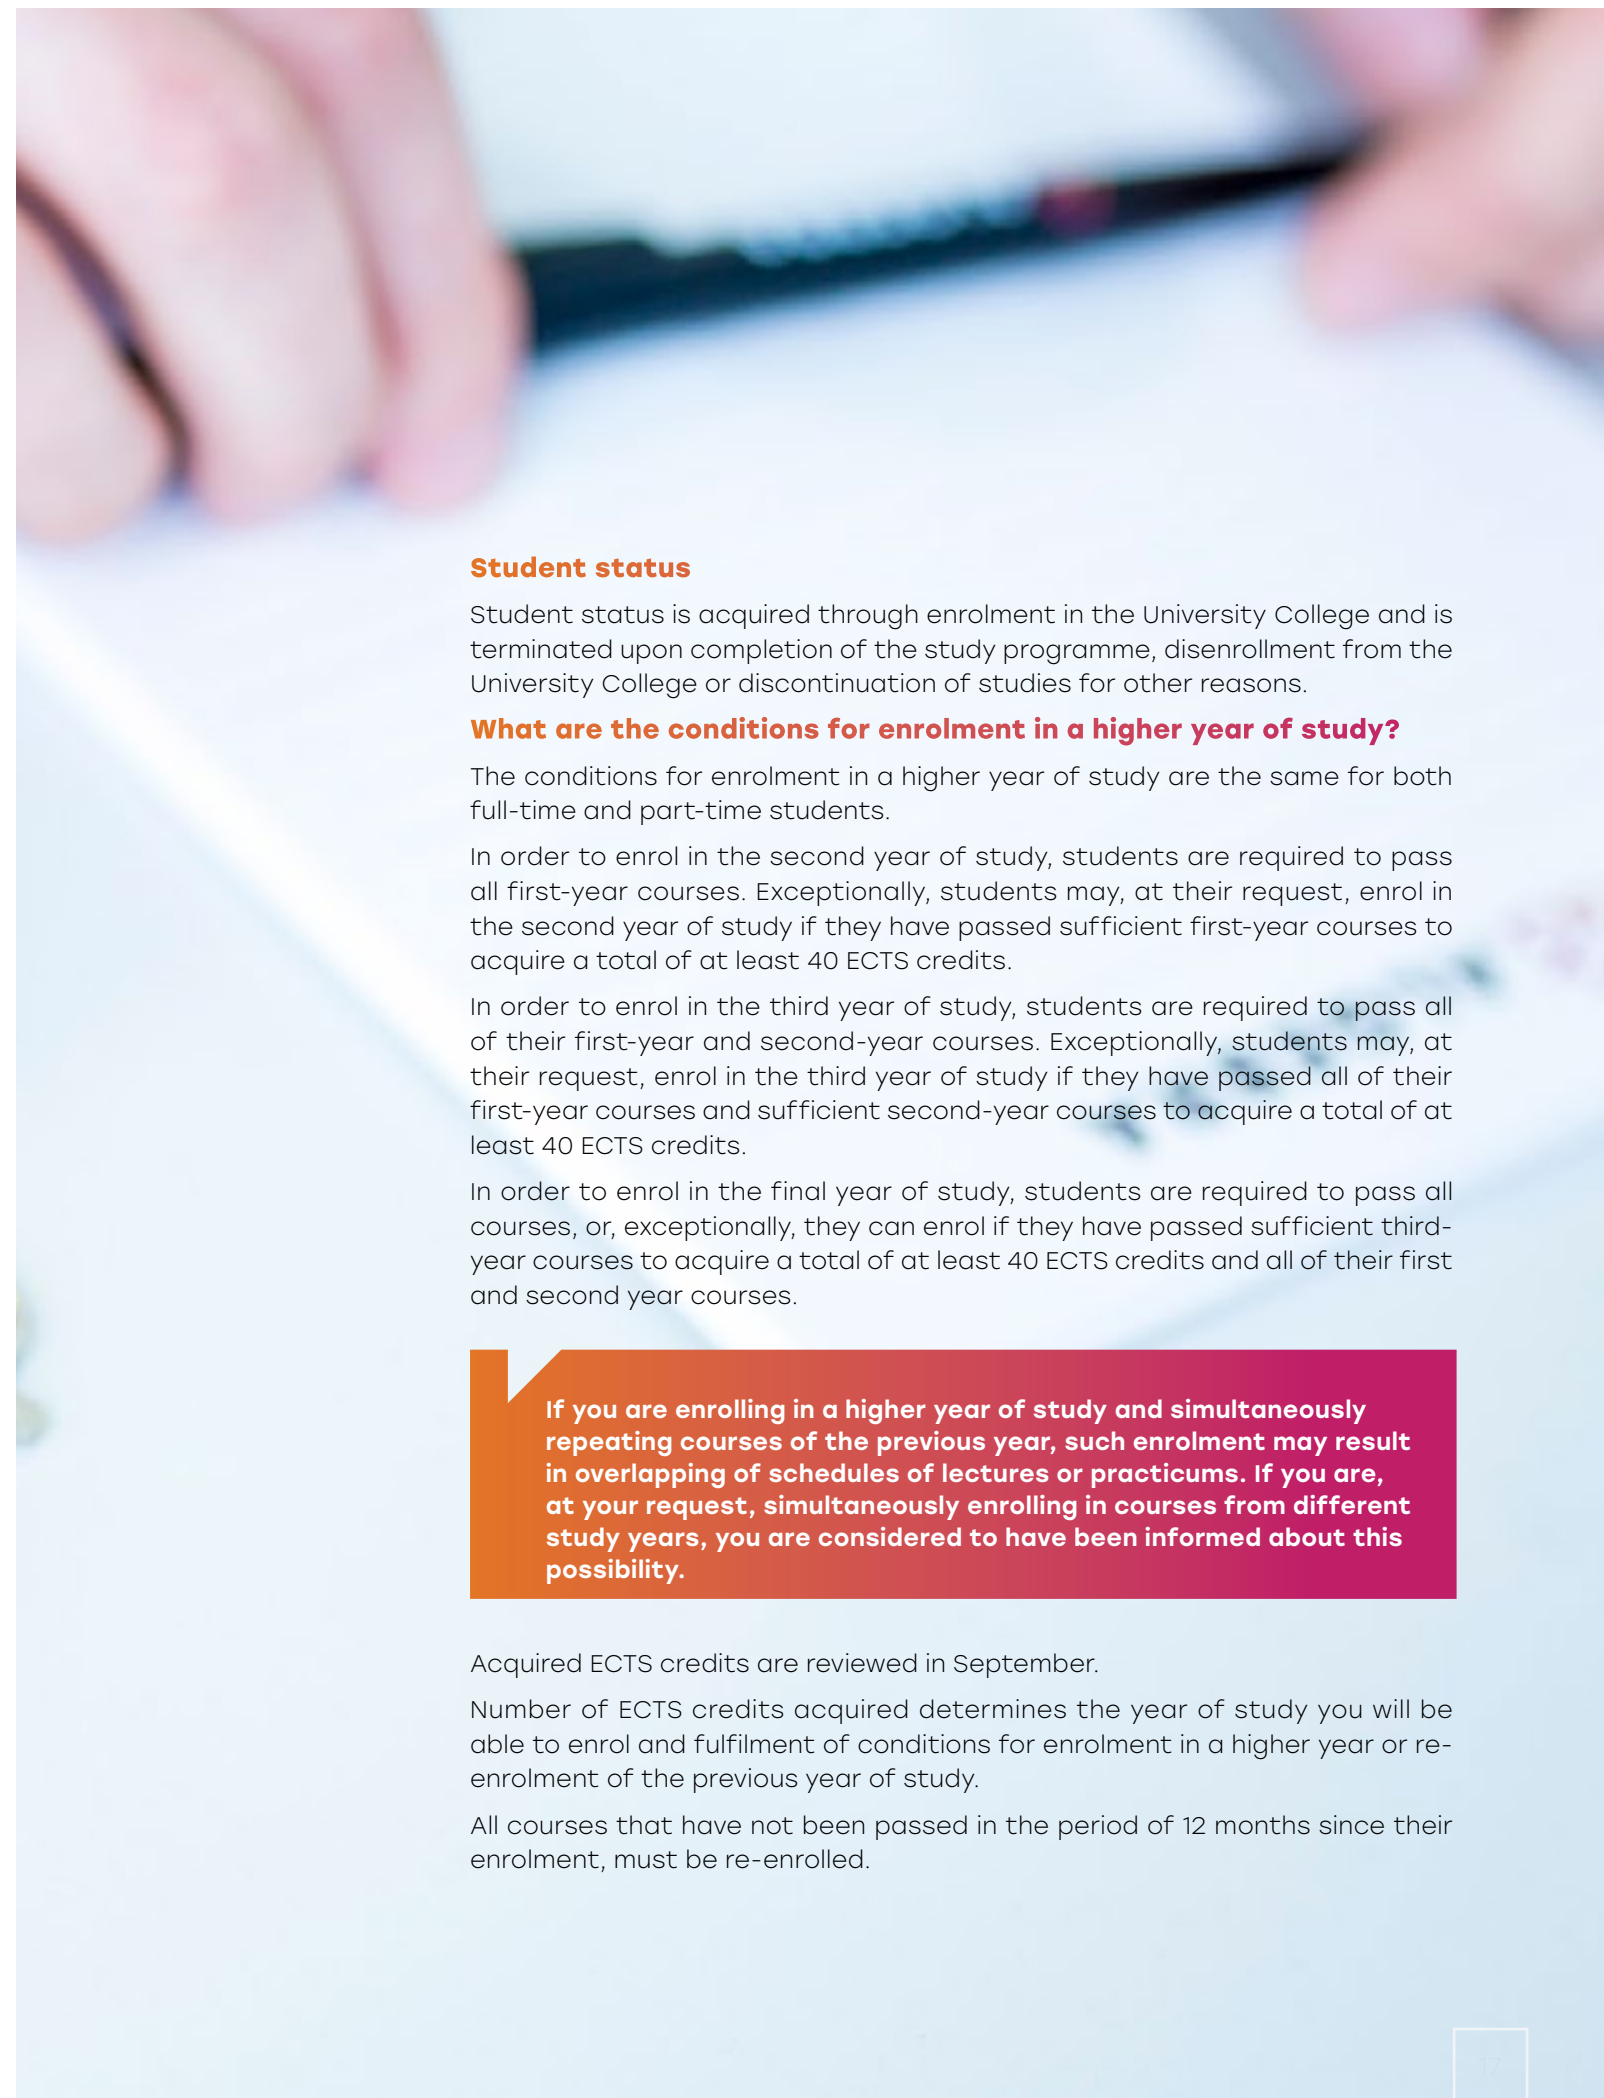 Student status
Student status is acquired through enrolment in the University College and is
terminated upon completion of the study programme, disenrollment from the
University College or discontinuation of studies for other reasons.
What are the conditions for enrolment in a higher year of study?
The conditions for enrolment in a higher year of study are the same for both
full-time and part-time students.
In order to enrol in the second year of study, students are required to pass
all first-year courses. Exceptionally, students may, at their request, enrol in
the second year of study if they have passed sufficient first-year courses to
acquire a total of at least 40 ECTS credits.
In order to enrol in the third year of study, students are required to pass all
of their first-year and second-year courses. Exceptionally, students may, at
their request, enrol in the third year of study if they have passed all of their
first-year courses and sufficient second-year courses to acquire a total of at
least 40 ECTS credits.
In order to enrol in the final year of study, students are required to pass all
courses, or, exceptionally, they can enrol if they have passed sufficient third-
year courses to acquire a total of at least 40 ECTS credits and all of their first
and second year courses.
If you are enrolling in a higher year of study and simultaneously
repeating courses of the previous year, such enrolment may result
in overlapping of schedules of lectures or practicums. If you are,
at your request, simultaneously enrolling in courses from different
study years, you are considered to have been informed about this
possibility.
Acquired ECTS credits are reviewed in September.
Number of ECTS credits acquired determines the year of study you will be
able to enrol and fulfilment of conditions for enrolment in a higher year or re-
enrolment of the previous year of study.
All courses that have not been passed in the period of 12 months since their
enrolment, must be re-enrolled.
17